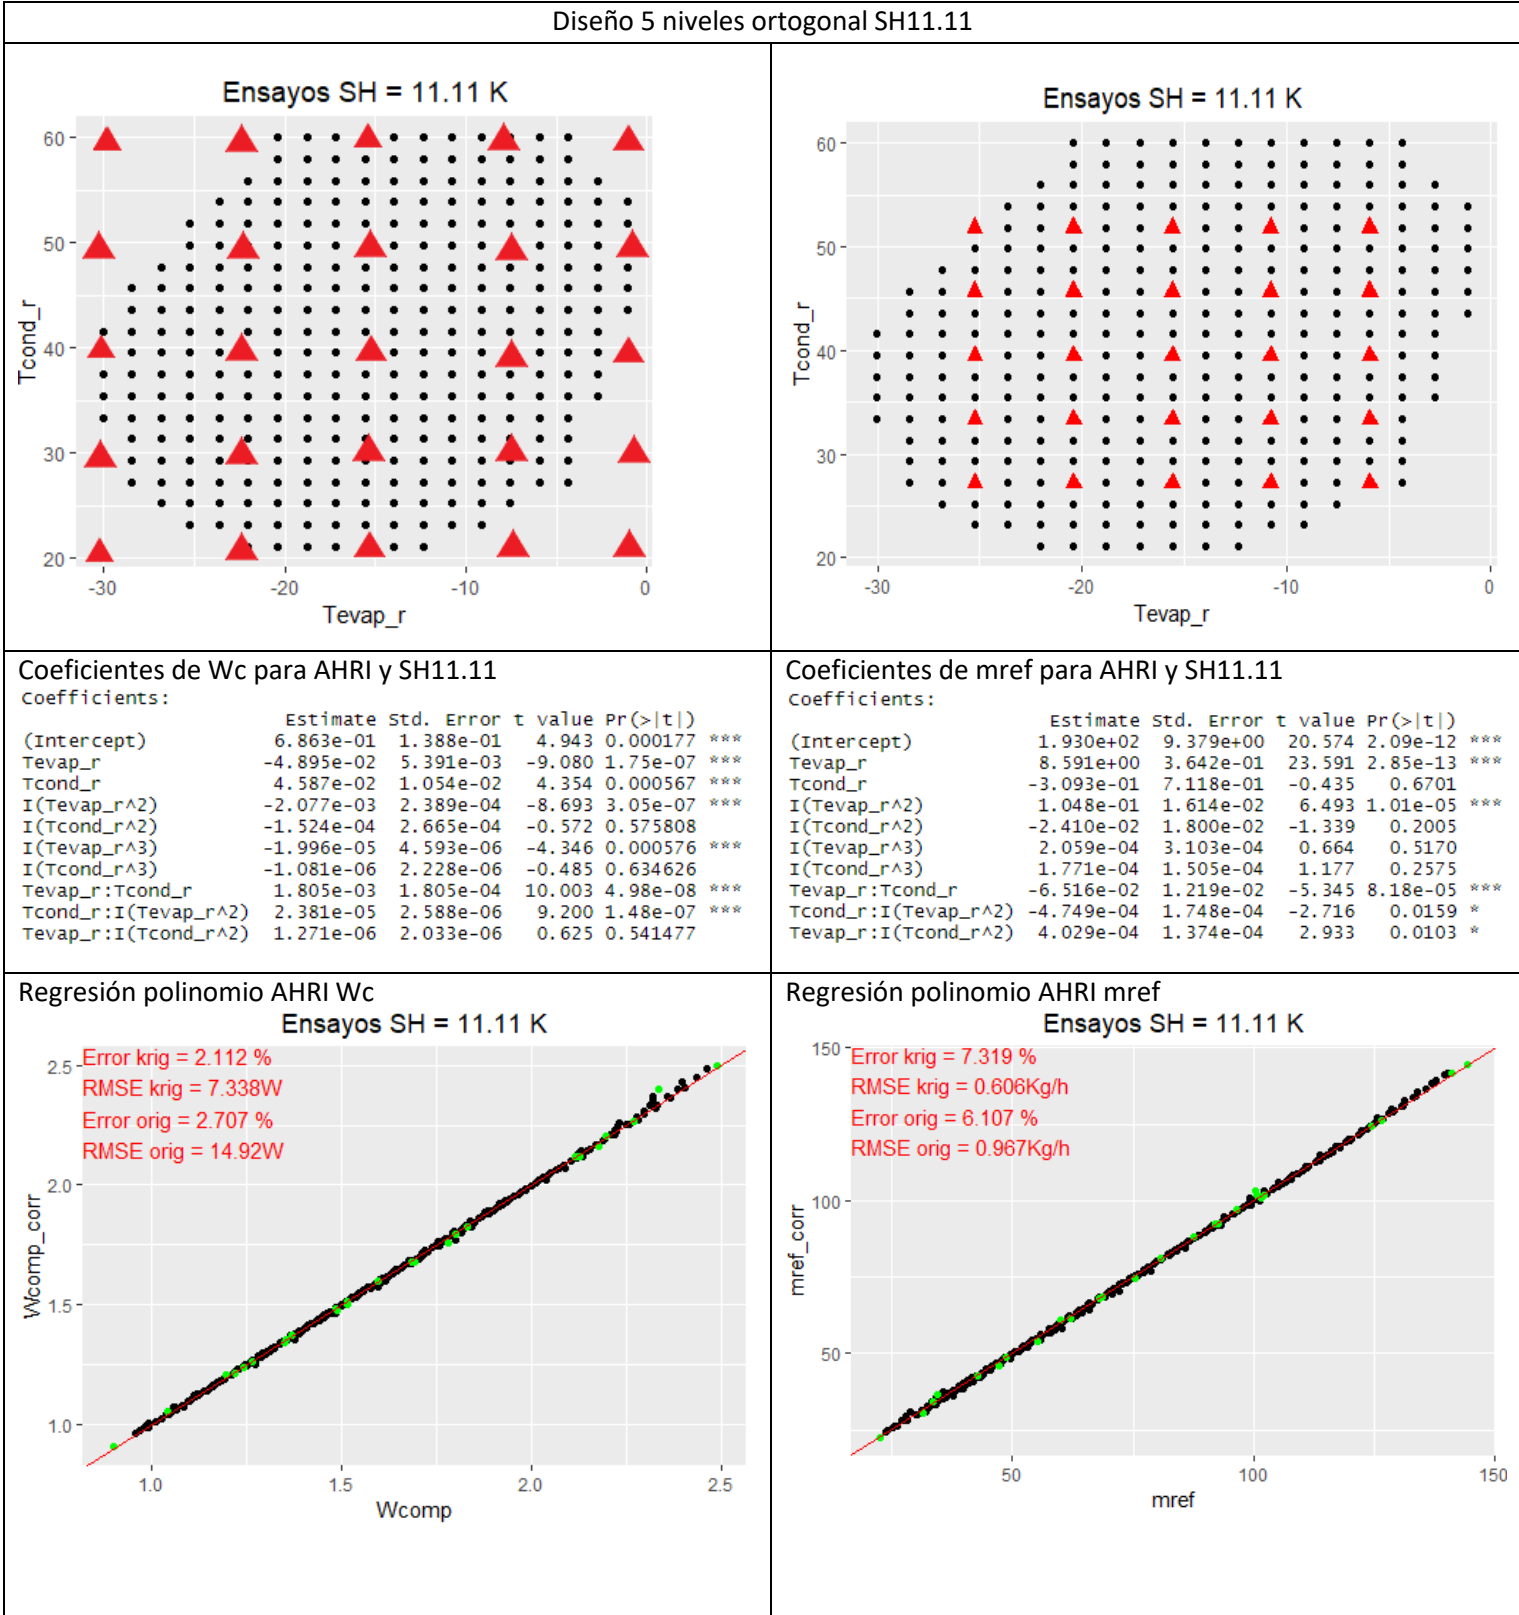 Diseño 5 niveles ortogonal SH11.11
Ensayos SH = 11.11 K
60
50
40
30
20
Tcond_r
-30
-20
-10
0
Tevap_r
Ensayos SH = 11.11 K
60
50
40
30
20
Tcond_r
-30
-20
-10
0
Tevap_r
Coeficientes de Wc para AHRI y SH11.11
Coefficients:
Estimate Std. Error t value Pr(>|t|)
(Intercept) 6.863e-01 1.388e-01 4.943 0.000177 ***
Tevap_r -4.895e-02 5.391e-03 -9.080 1.75e-07 ***
Tcond_r 4.587e-02 1.054e-02 4.354 0.000567 ***
I(Tevap_r^2) -2.077e-03 2.389e-04 -8.693 3.05e-07 ***
I(Tcond_r^2) -1.524e-04 2.665e-04 -0.572 0.575808
I(Tevap_r^3) -1.996e-05 4.593e-06 -4.346 0.000576 ***
I(Tcond_r^3) -1.081e-06 2.228e-06 -0.485 0.634626
Tevap_r:Tcond_r 1.805e-03 1.805e-04 10.003 4.98e-08 ***
Tcond_r:I(Tevap_r^2) 2.381e-05 2.588e-06 9.200 1.48e-07 ***
Tevap_r:I(Tcond_r^2) 1.271e-06 2.033e-06 0.625 0.541477
Coeficientes de mref para AHRI y SH11.11
Coefficients:
Estimate Std. Error t value Pr(>|t|)
(Intercept) 1.930e+02 9.379e+00 20.574 2.09e-12 ***
Tevap_r 8.591e+00 3.642e-01 23.591 2.85e-13 ***
Tcond_r -3.093e-01 7.118e-01 -0.435 0.6701
I(Tevap_r^2) 1.048e-01 1.614e-02 6.493 1.01e-05 ***
I(Tcond_r^2) -2.410e-02 1.800e-02 -1.339 0.2005
I(Tevap_r^3) 2.059e-04 3.103e-04 0.664 0.5170
I(Tcond_r^3) 1.771e-04 1.505e-04 1.177 0.2575
Tevap_r:Tcond_r -6.516e-02 1.219e-02 -5.345 8.18e-05 ***
Tcond_r:I(Tevap_r^2) -4.749e-04 1.748e-04 -2.716 0.0159 *
Tevap_r:I(Tcond_r^2) 4.029e-04 1.374e-04 2.933 0.0103 *
Regresión polinomio AHRI Wc
Ensayos SH = 11.11 K
Error krig = 2.112 %
RMSE krig = 7.338W
Error orig = 2.707 %
RMSE orig = 14.92W
2.5
2.0
1.5
1.0
Wcomp_corr
1.0
1.5
2.0
2.5
Wcomp
Regresión polinomio AHRI mref
Ensayos SH = 11.11 K
Error krig = 7.319 %
RMSE krig = 0.606Kg/h
Error orig = 6.107 %
RMSE orig = 0.967Kg/h
150
100
50
mref_corr
50
100
150
mref